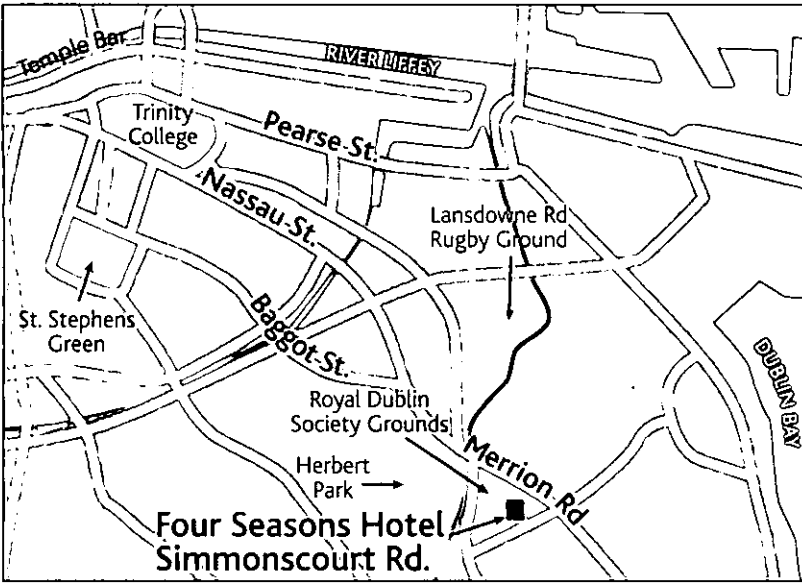 Temple Bar
RIVER LIFFEY
Trinity
College
Pearse St.
Nassau St.
Lansdowne Rd
Rugby Ground
St. Stephens
Green
Baggot St.
DUBLIN BAY
Royal Dublin
Society Grounds
Merrion Rd
Herbert
Park
Four Seasons Hotel
Simmonscourt Rd.